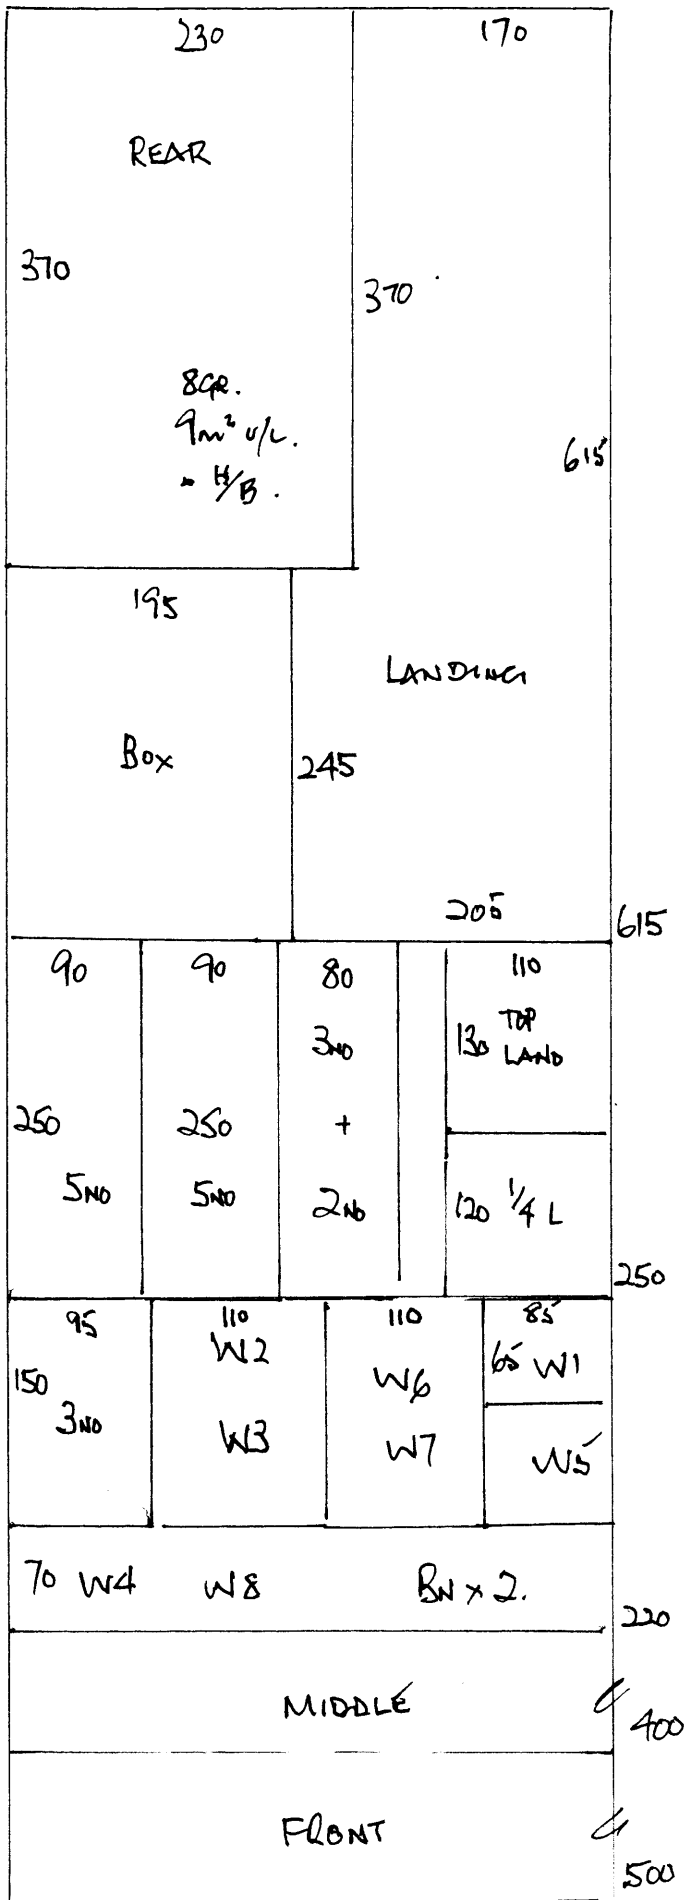 230
170
REAR
370
370
8GR.
9m² U/L.
H/B.
615
195
LANDING
BOX
245
205
615
90
90
80
110
3NO
130 TOP LAND
250
250
+
5NO
5NO
2NO
120 1/4 L
250
95
110
110
85
W2
65 W1
150
W6
3NO
W3
W7
W5
70 W4
W8
BN x 2.
220
MIDDLE
400
FRONT
500